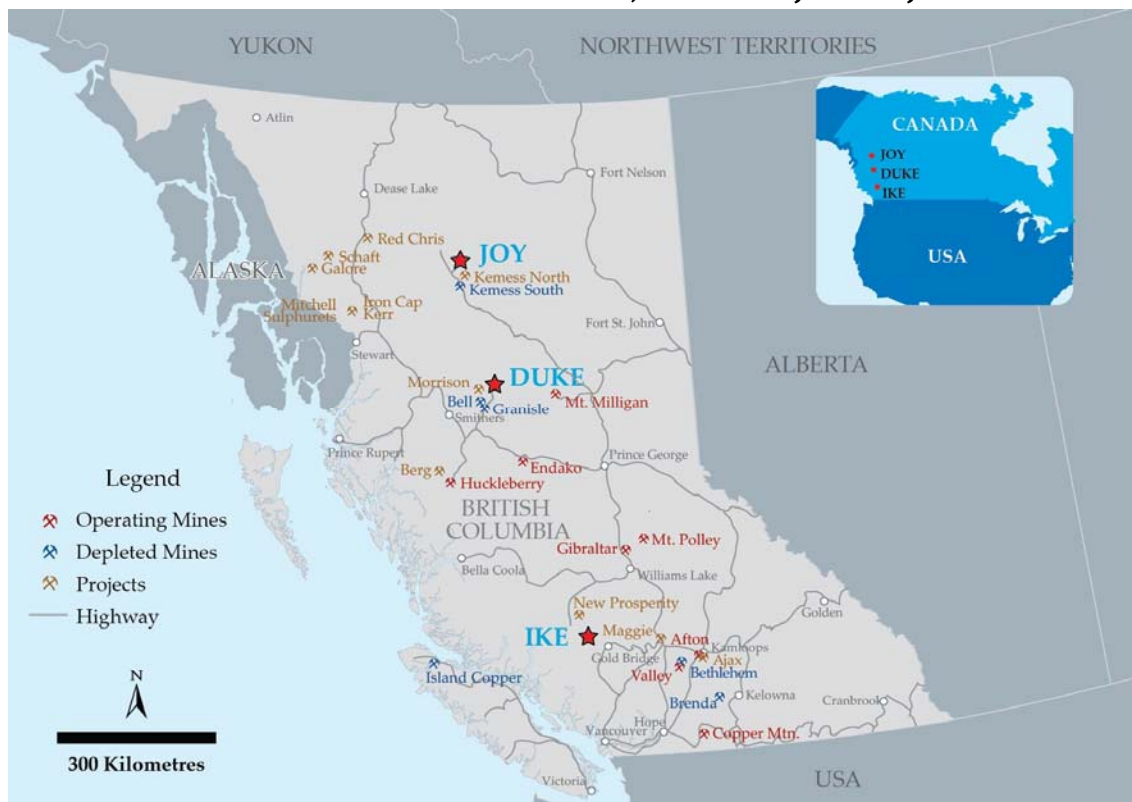 YUKON
NORTHWEST TERRITORIES
Atlin
CANADA
JOY
DUKE
IKE
USA
Fort Nelson
Dease Lake
Red Chris
Schaft
Galore
ALASKA
JOY
Kemess North
Kemess South
Mitchell
Sulphurets
Iron Cap
Kerr
Fort St. John
Stewart
ALBERTA
Morrison
DUKE
Bell
Granisle
Mt. Milligan
Smithers
Prince Rupert
Prince George
Berg
Endako
Huckleberry
BRITISH
COLUMBIA
Legend
Operating Mines
Depleted Mines
Projects
Highway
Gibraltar
Mt. Polley
Bella Coola
Williams Lake
New Prosperity
Golden
IKE
Maggie
Afton
Gold Bridge
Kamloops
Ajax
Valley
Bethlehem
Island Copper
Brenda
Kelowna
Cranbrook
N
Hope
Vancouver
Copper Mtn.
300 Kilometres
Victoria
USA